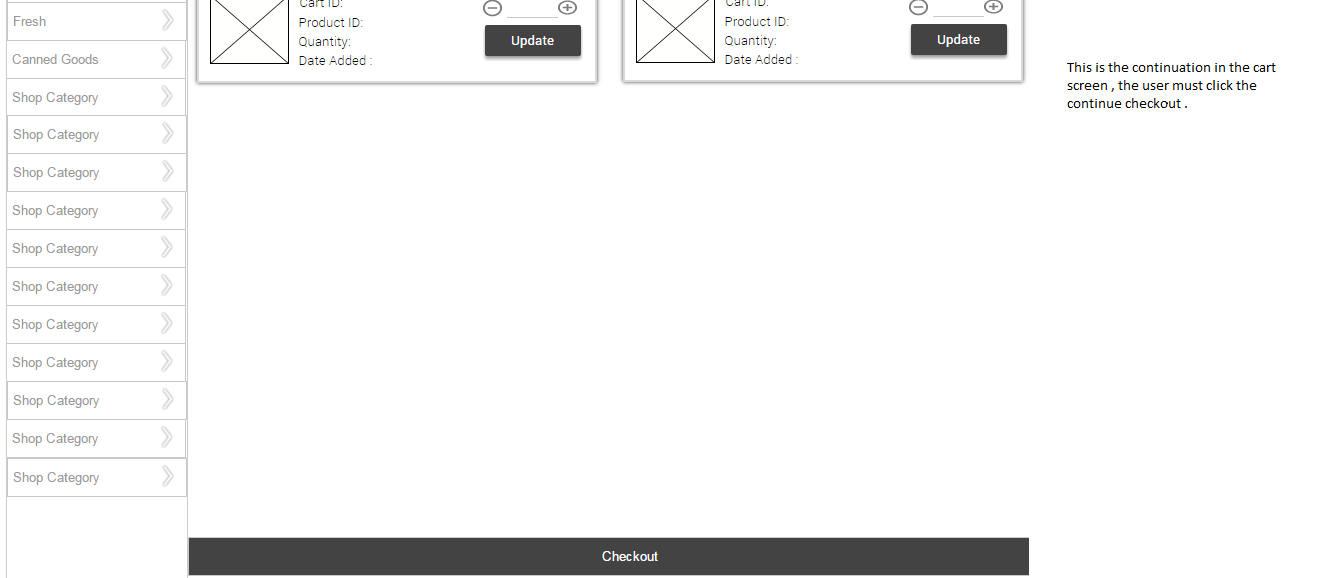 Fresh
Canned Goods
Shop Category
Shop Category
Shop Category
Shop Category
Shop Category
Shop Category
Shop Category
Shop Category
Shop Category
Shop Category
Shop Category
Cart ID:
Product ID:
Quantity:
Date Added :
Update
Cart ID:
Product ID:
Quantity:
Date Added :
Update
Checkout
This is the continuation in the cart
screen , the user must click the
continue checkout .